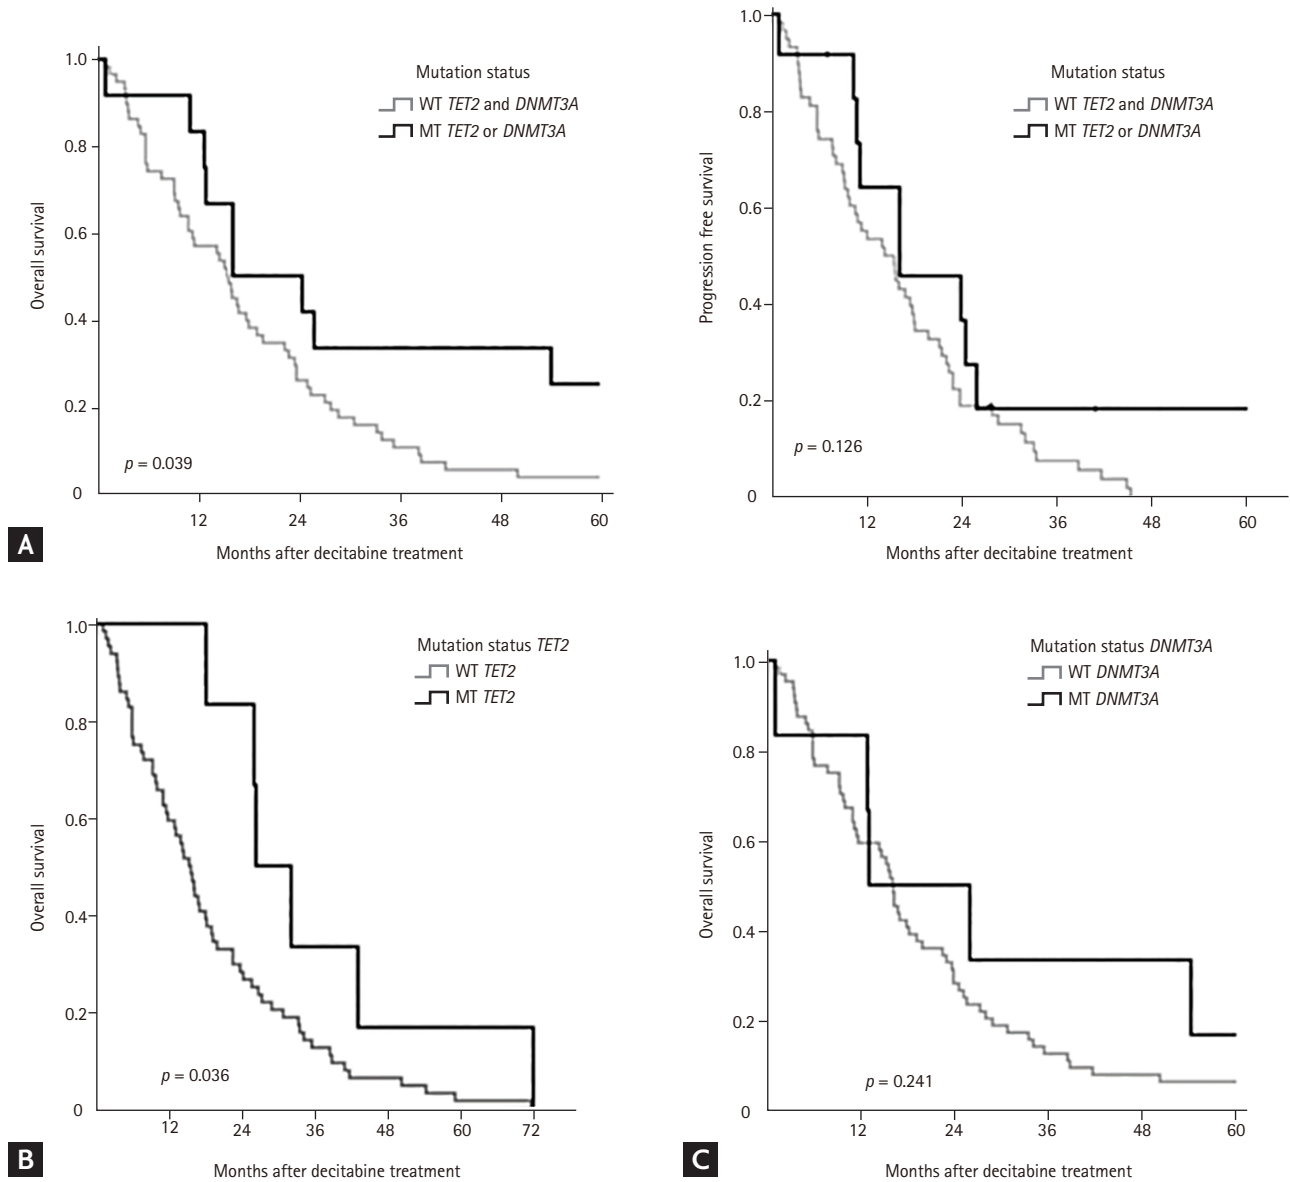 1.0
0.8
0.6
0.4
0.2
0
Overall survival
Mutation status
WT TET2 and DNMT3A
MT TET2 or DNMT3A
p = 0.039
12 24 36 48 60
Months after decitabine treatment
A
1.0
0.8
0.6
0.4
0.2
0
Progression free survival
Mutation status
WT TET2 and DNMT3A
MT TET2 or DNMT3A
p = 0.126
12 24 36 48 60
Months after decitabine treatment
1.0
0.8
0.6
0.4
0.2
0
Overall survival
Mutation status TET2
WT TET2
MT TET2
p = 0.036
12 24 36 48 60 72
Months after decitabine treatment
B
1.0
0.8
0.6
0.4
0.2
0
Overall survival
Mutation status DNMT3A
WT DNMT3A
MT DNMT3A
p = 0.241
12 24 36 48 60
Months after decitabine treatment
C